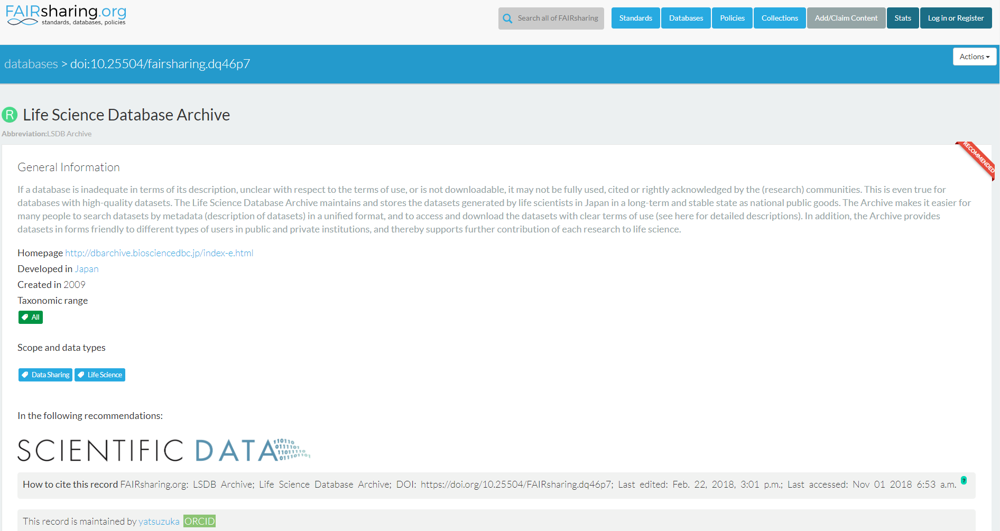 FAIRsharing.org
standards, databases, policies
Search all of FAIRsharing
Standards
Databases
Policies
Collections
Add/Claim Content
Stats
Log in or Register
databases > doi:10.25504/fairsharing.dq46p7
Actions
R Life Science Database Archive
Abbreviation:LSDB Archive
RECOMMENDED
General Information
If a database is inadequate in terms of its description, unclear with respect to the terms of use, or is not downloadable, it may not be fully used, cited or rightly acknowledged by the (research) communities. This is even true for
databases with high-quality datasets. The Life Science Database Archive maintains and stores the datasets generated by life scientists in Japan in a long-term and stable state as national public goods. The Archive makes it easier for
many people to search datasets by metadata (description of datasets) in a unified format, and to access and download the datasets with clear terms of use (see here for detailed descriptions). In addition, the Archive provides
datasets in forms friendly to different types of users in public and private institutions, and thereby supports further contribution of each research to life science.
Homepage http://dbarchive.biosciencedbc.jp/index-e.html
Developed in Japan
Created in 2009
Taxonomic range
All
Scope and data types
Data Sharing
Life Science
In the following recommendations:
SCIENTIFIC DATA
11011 0
0111101
11011110
011101101
How to cite this record FAIRsharing.org: LSDB Archive; Life Science Database Archive; DOI: https://doi.org/10.25504/FAIRsharing.dq46p7; Last edited: Feb. 22, 2018, 3:01 p.m.; Last accessed: Nov 01 2018 6:53 a.m. ?
This record is maintained by yatsuzuka ORCID